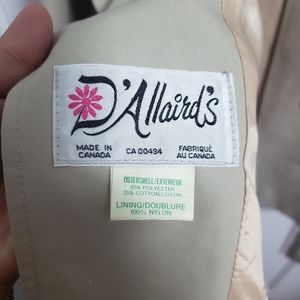 D'Allaird's
MADE IN CANADA
CA 00494
FABRIQUÉ AU CANADA
OUTERSHELL/EXTERIEUR
65% POLYESTER
35% COTTON/COTON
LINING/DOUBLURE
100% NYLON